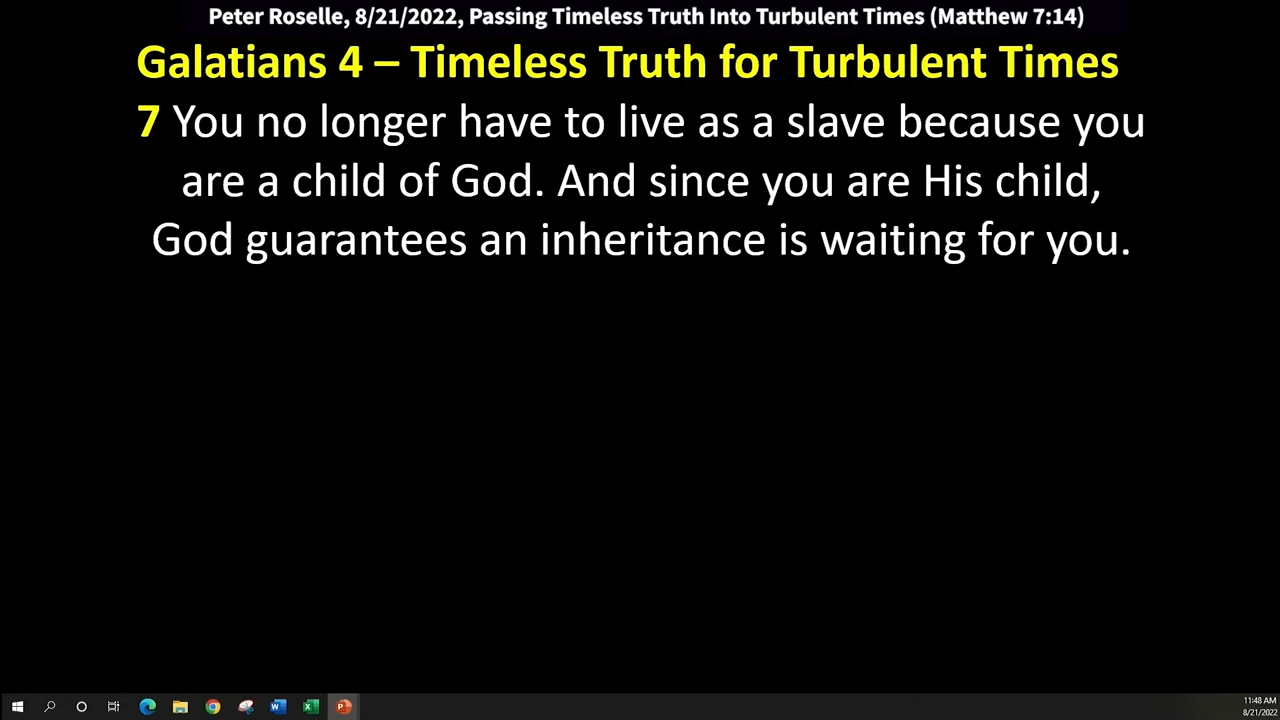 Peter Roselle, 8/21/2022, Passing Timeless Truth Into Turbulent Times (Matthew 7:14)
Galatians 4 – Timeless Truth for Turbulent Times
7 You no longer have to live as a slave because you
are a child of God. And since you are His child,
God guarantees an inheritance is waiting for you.
11:48 AM
8/21/2022